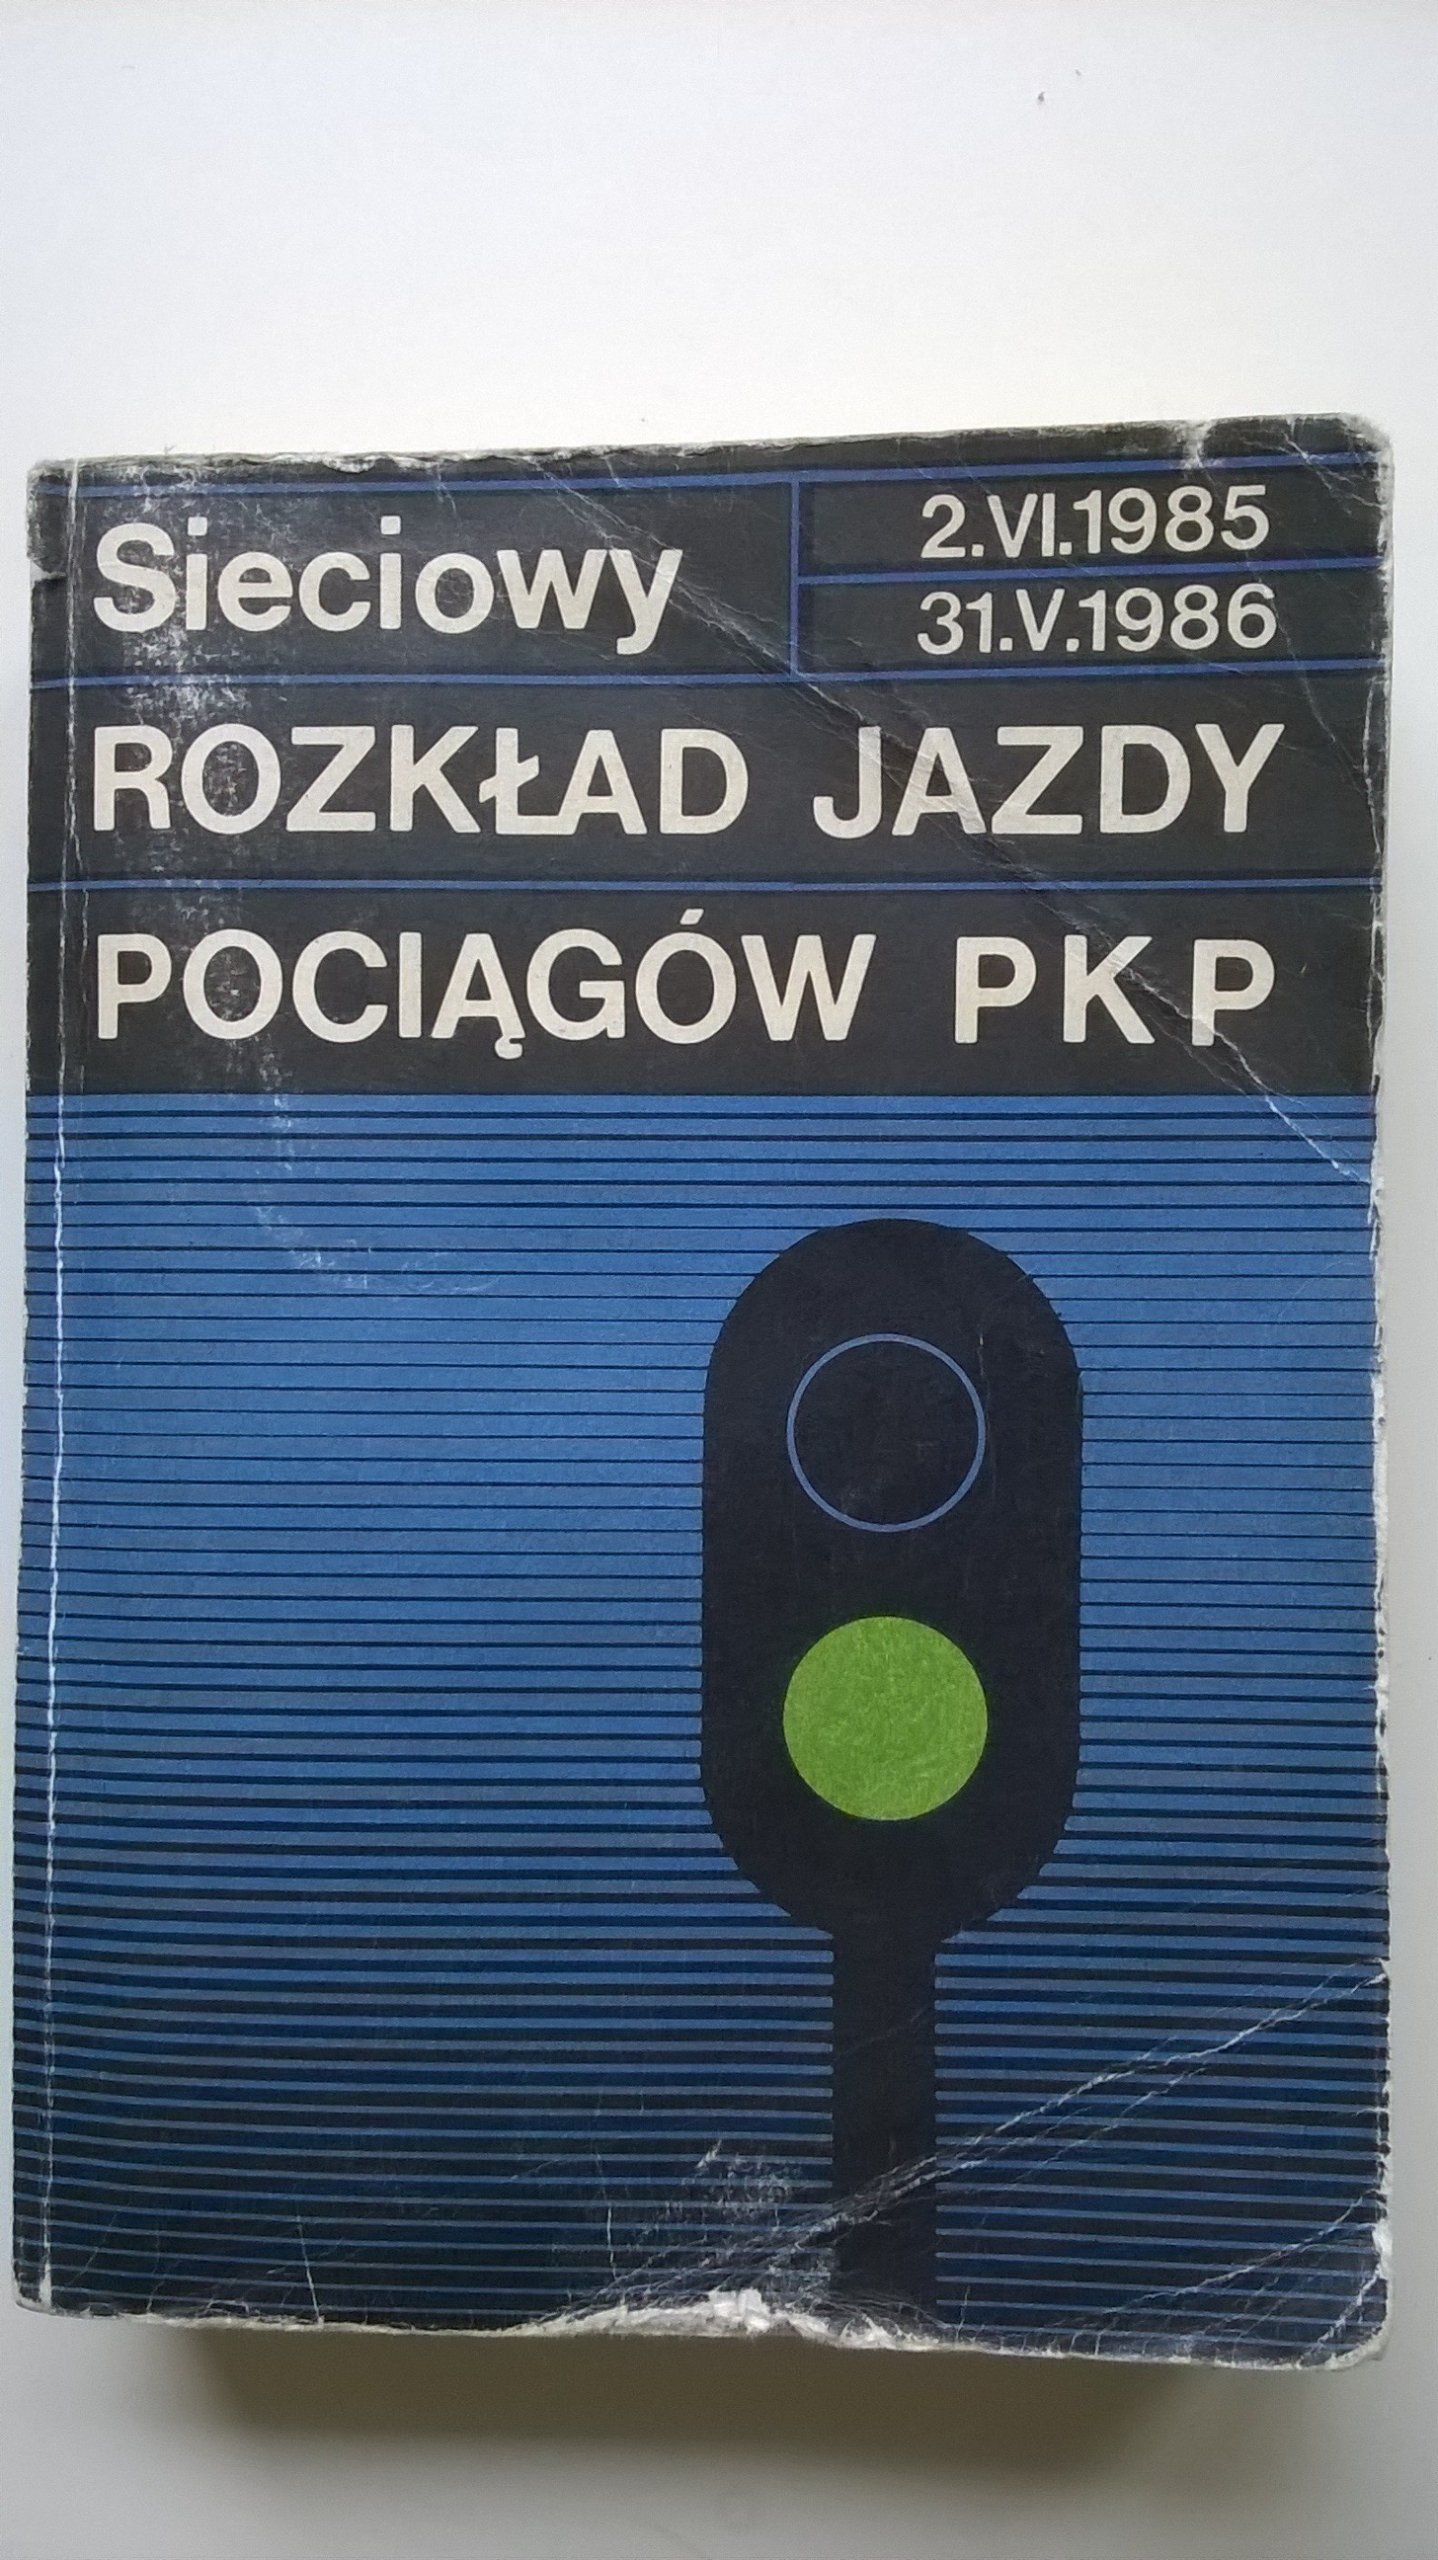 Sieciowy
2.VI.1985
31.V.1986
ROZKŁAD JAZDY
POCIĄGÓW PKP